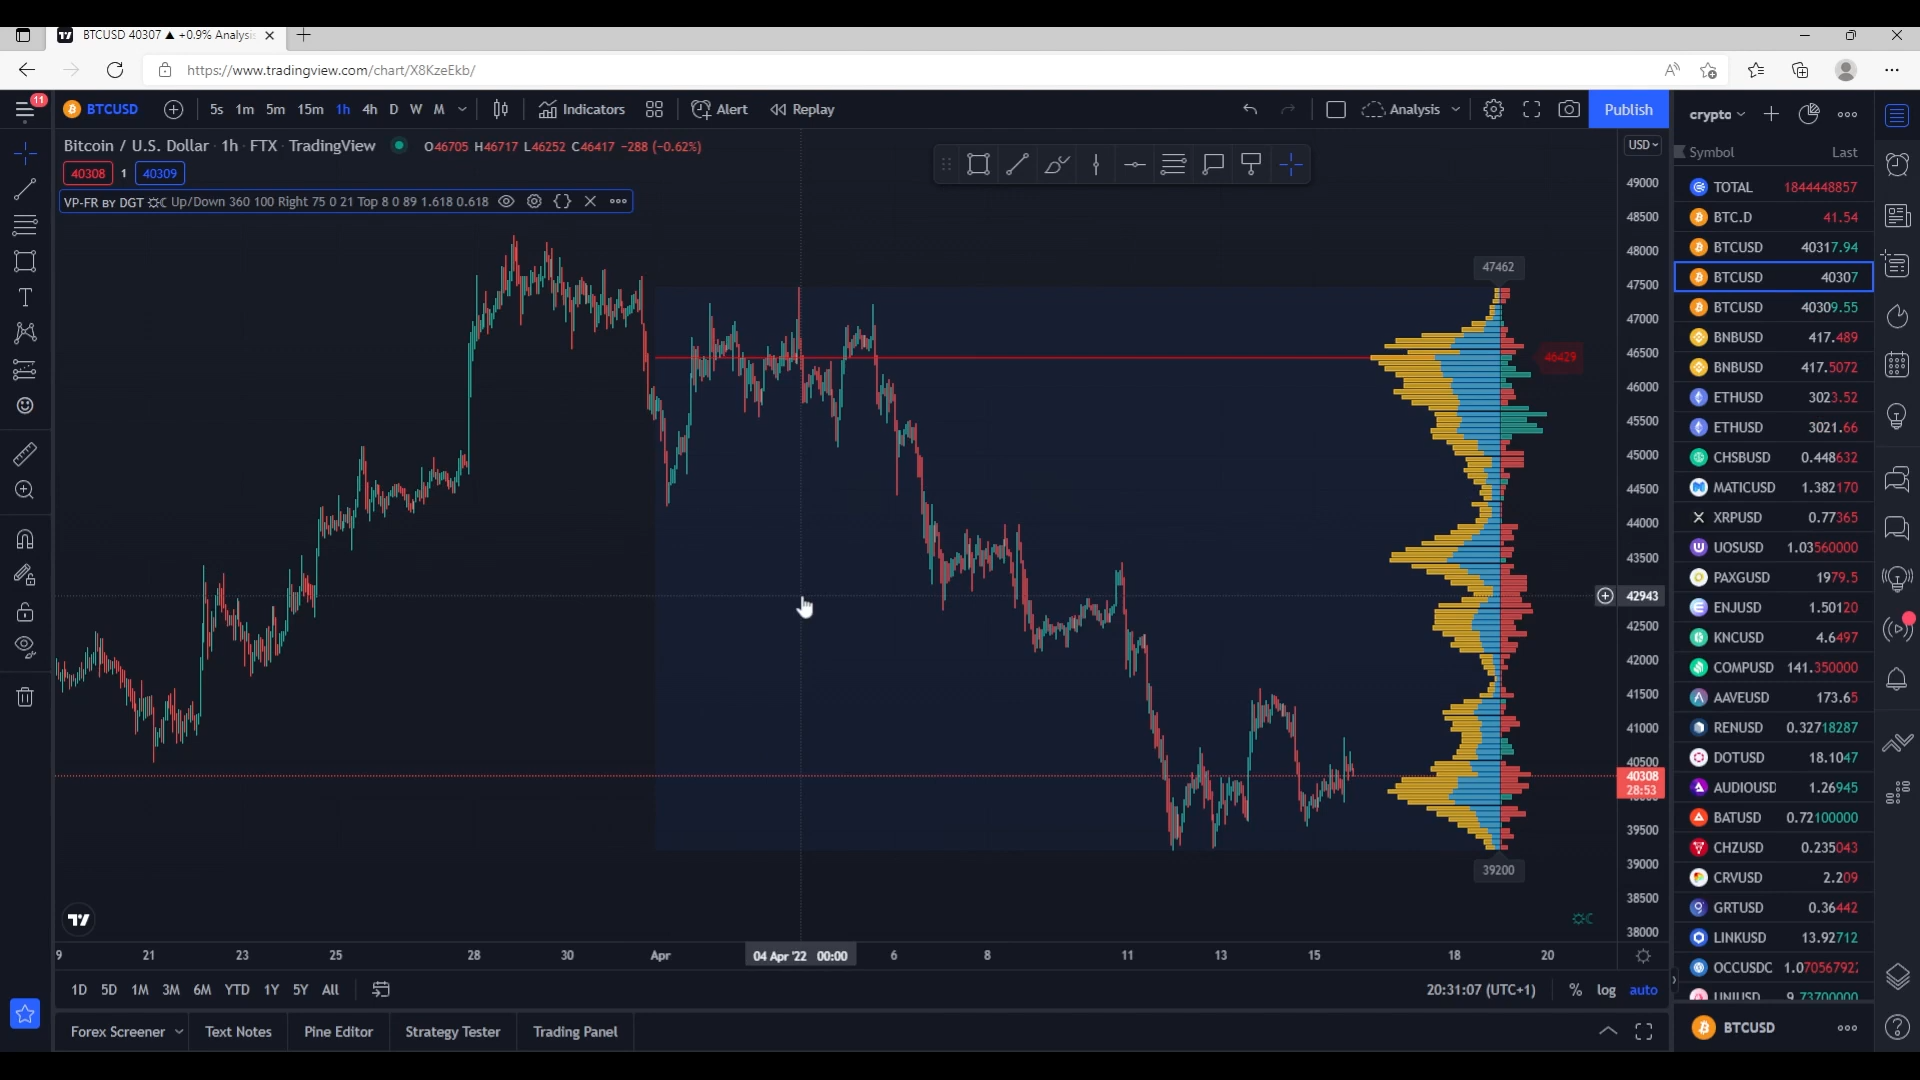 BTCUSD 40307 ▲ +0.9% Analysis
https://www.tradingview.com/chart/X8KzeEkb/
11
BTCUSD 5s 1m 5m 15m 1h 4h D W M Indicators Alert Replay Analysis Publish
Bitcoin / U.S. Dollar · 1h · FTX · TradingView O46705 H46717 L46252 C46417 −288 (−0.62%)
40308 1 40309
VP-FR BY DGT Up/Down 360 100 Right 75 0 21 Top 8 0 89 1.618 0.618
USD
49000
48500
48000
47500
47000
46500
46000
45500
45000
44500
44000
43500
42943
42500
42000
41500
41000
40500
40308
28:53
39500
39000
38500
38000
47462
46429
39200
9 21 23 25 28 30 Apr 04 Apr '22 00:00 6 8 11 13 15 18 20
1D 5D 1M 3M 6M YTD 1Y 5Y All 20:31:07 (UTC+1) % log auto
Forex Screener Text Notes Pine Editor Strategy Tester Trading Panel
crypto
Symbol Last
TOTAL 1844448857
BTC.D 41.54
BTCUSD 40317.94
BTCUSD 40307
BTCUSD 40309.55
BNBUSD 417.489
BNBUSD 417.5072
ETHUSD 3023.52
ETHUSD 3021.66
CHSBUSD 0.448632
MATICUSD 1.382170
XRPUSD 0.77365
UOSUSD 1.03560000
PAXGUSD 1979.5
ENJUSD 1.50120
KNCUSD 4.6497
COMPUSD 141.350000
AAVEUSD 173.65
RENUSD 0.32718287
DOTUSD 18.1047
AUDIOUSD 1.26945
BATUSD 0.72100000
CHZUSD 0.235043
CRVUSD 2.209
GRTUSD 0.36442
LINKUSD 13.92712
OCCUSDC 1.07056792
UNIUSD 9.73700000
BTCUSD